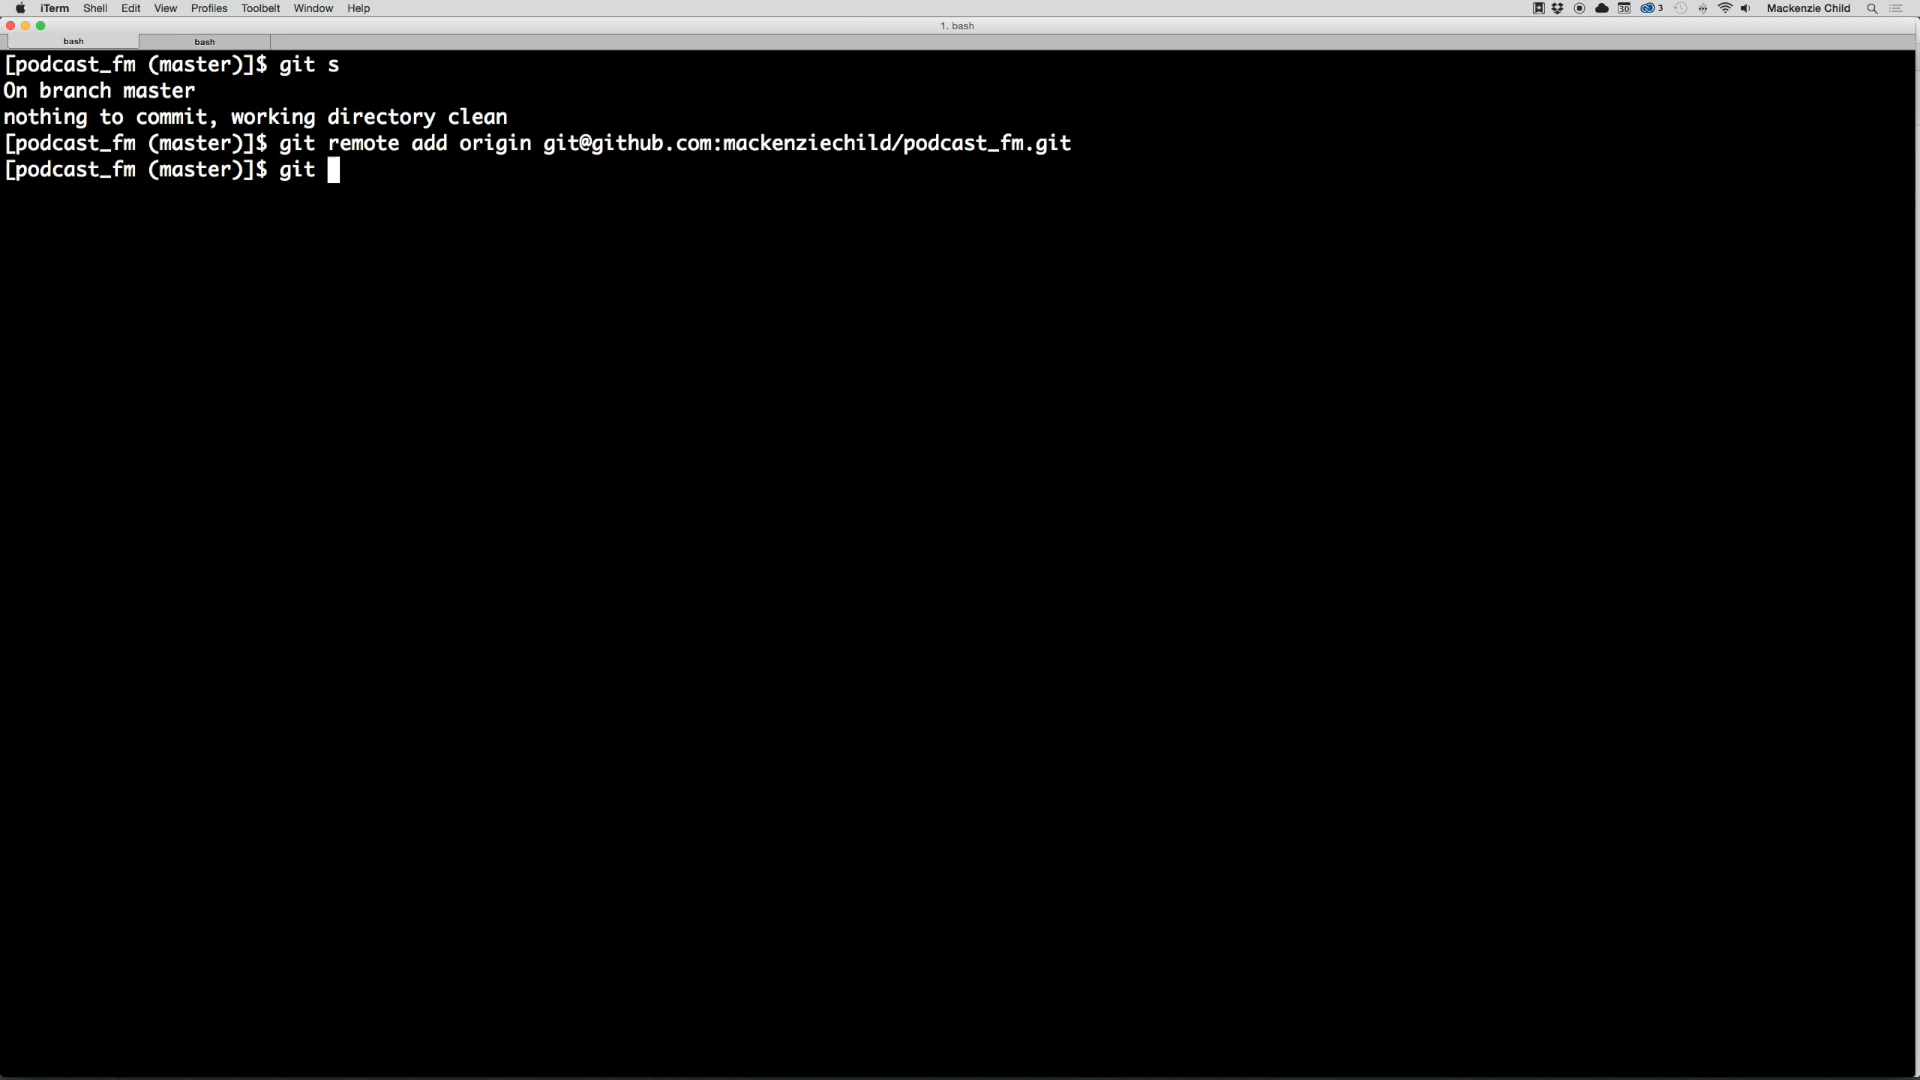 iTerm Shell Edit View Profiles Toolbelt Window Help 30 3 Mackenzie Child
1. bash
bash bash
[podcast_fm (master)]$ git s
On branch master
nothing to commit, working directory clean
[podcast_fm (master)]$ git remote add origin git@github.com:mackenziechild/podcast_fm.git
[podcast_fm (master)]$ git